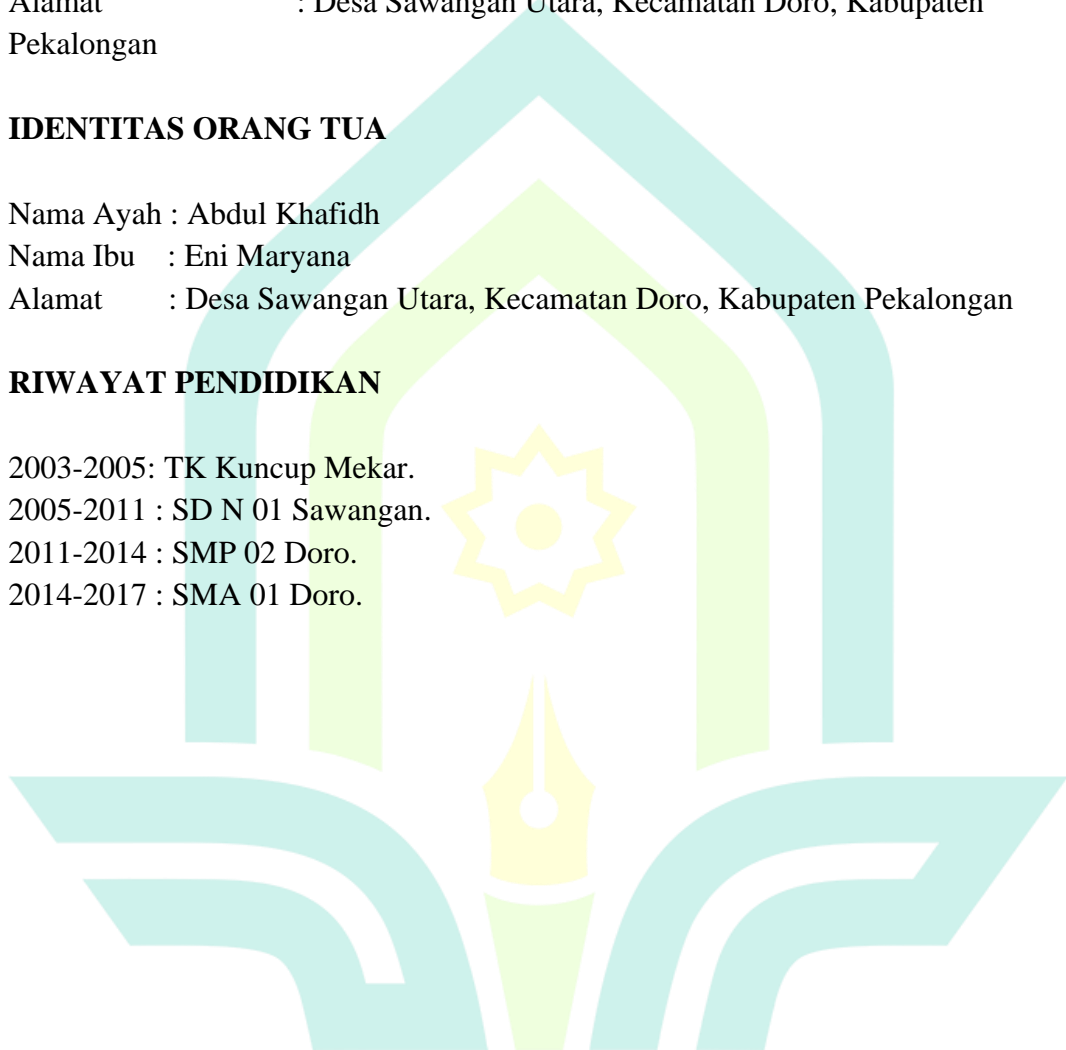 Alamat : Desa Sawangan Utara, Kecamatan Doro, Kabupaten
Pekalongan
IDENTITAS ORANG TUA
Nama Ayah : Abdul Khafidh
Nama Ibu : Eni Maryana
Alamat : Desa Sawangan Utara, Kecamatan Doro, Kabupaten Pekalongan
RIWAYAT PENDIDIKAN
2003-2005: TK Kuncup Mekar.
2005-2011 : SD N 01 Sawangan.
2011-2014 : SMP 02 Doro.
2014-2017 : SMA 01 Doro.